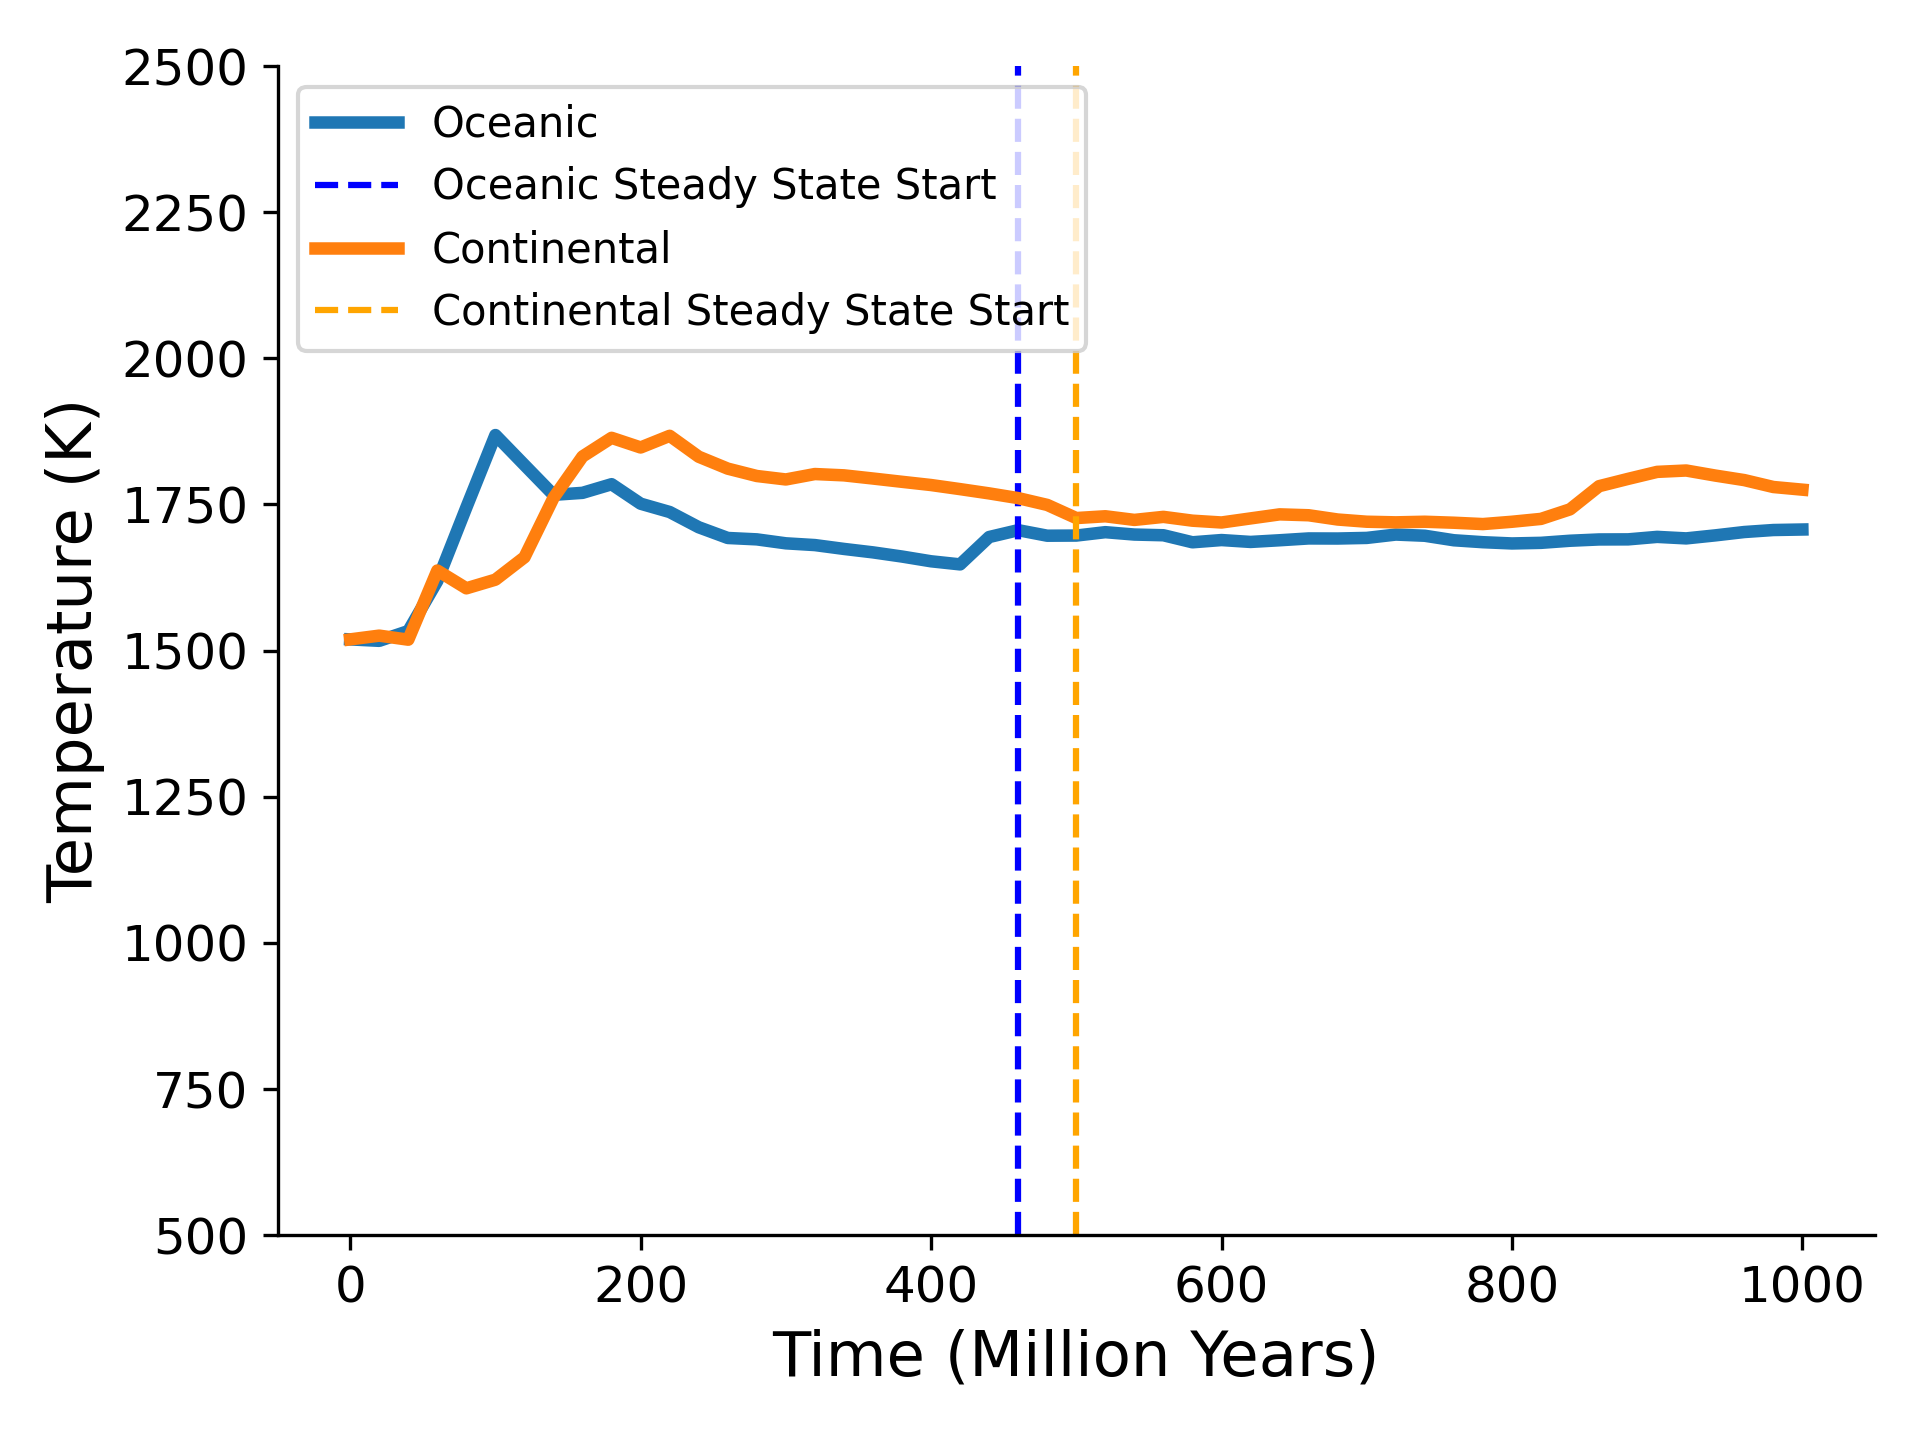 2500
2250
2000
1750
1500
1250
1000
750
500
Temperature (K)
Oceanic
Oceanic Steady State Start
Continental
Continental Steady State Start
0 200 400 600 800 1000
Time (Million Years)